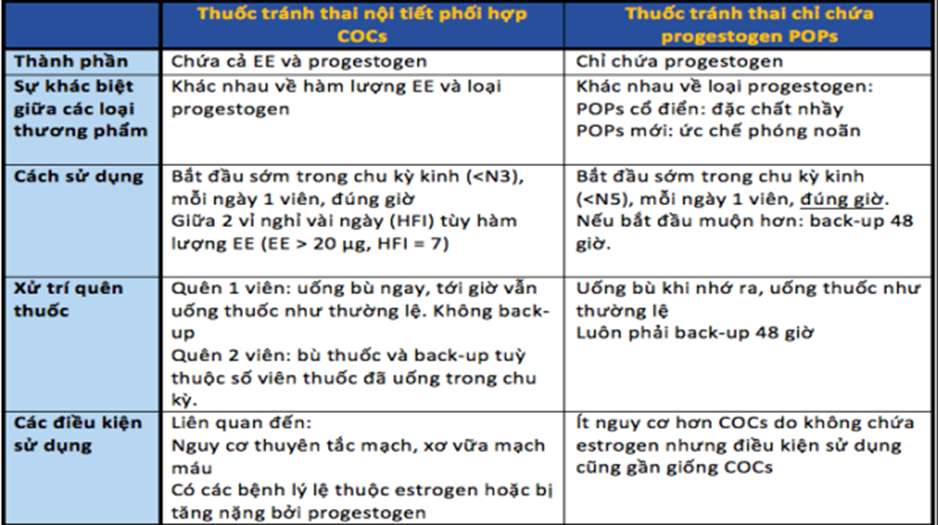 Thuốc tránh thai nội tiết phối hợp
COCs
Thuốc tránh thai chỉ chứa
progestogen POPs
Thành phần
Chứa cả EE và progestogen
Chỉ chứa progestogen
Sự khác biệt
giữa các loại
thương phẩm
Khác nhau về hàm lượng EE và loại
progestogen
Khác nhau về loại progestogen:
POPs cổ điển: đặc chất nhầy
POPs mới: ức chế phóng noãn
Cách sử dụng
Bắt đầu sớm trong chu kỳ kinh (<N3),
mỗi ngày 1 viên, đúng giờ
Giữa 2 vỉ nghỉ vài ngày (HFI) tùy hàm
lượng EE (EE > 20 µg, HFI = 7)
Bắt đầu sớm trong chu kỳ kinh
(<N5), mỗi ngày 1 viên, đúng giờ.
Nếu bắt đầu muộn hơn: back-up 48
giờ.
Xử trí quên
thuốc
Quên 1 viên: uống bù ngay, tới giờ vẫn
uống thuốc như thường lệ. Không back-
up
Quên 2 viên: bù thuốc và back-up tuỳ
thuộc số viên thuốc đã uống trong chu
kỳ.
Uống bù khi nhớ ra, uống thuốc như
thường lệ
Luôn phải back-up 48 giờ
Các điều kiện
sử dụng
Liên quan đến:
Nguy cơ thuyên tắc mạch, xơ vữa mạch
máu
Có các bệnh lý lệ thuộc estrogen hoặc bị
tăng nặng bởi progestogen
Ít nguy cơ hơn COCs do không chứa
estrogen nhưng điều kiện sử dụng
cũng gần giống COCs